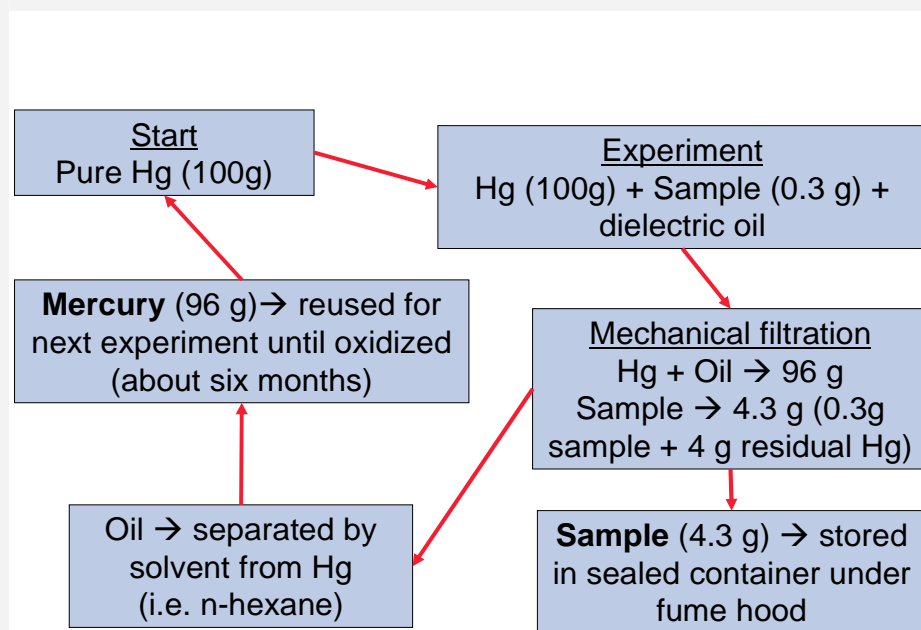 Start
Pure Hg (100g)
Experiment
Hg (100g) + Sample (0.3 g) +
dielectric oil
Mechanical filtration
Hg + Oil → 96 g
Sample → 4.3 g (0.3g
sample + 4 g residual Hg)
Sample (4.3 g) → stored
in sealed container under
fume hood
Oil → separated by
solvent from Hg
(i.e. n-hexane)
Mercury (96 g)→ reused for
next experiment until oxidized
(about six months)